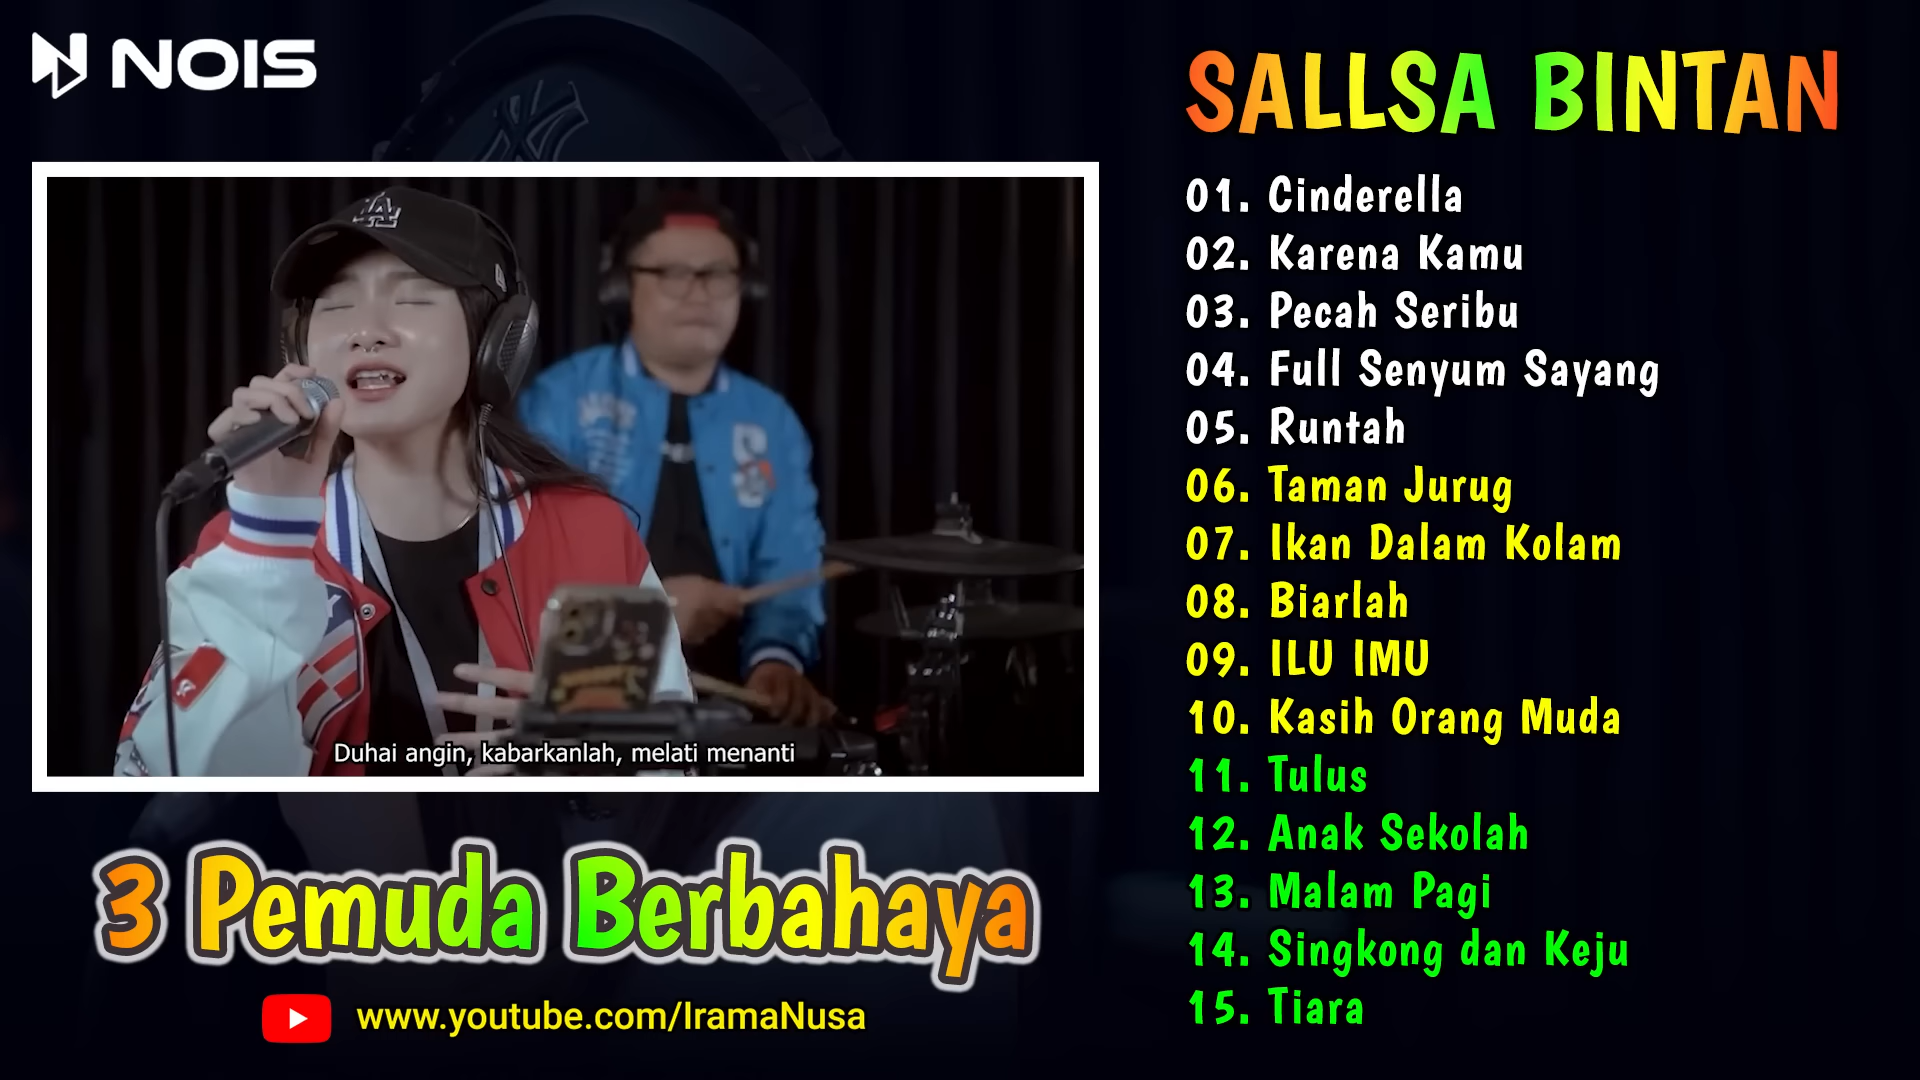 NOIS
SALLSA BINTAN
01. Cinderella
02. Karena Kamu
03. Pecah Seribu
04. Full Senyum Sayang
05. Runtah
06. Taman Jurug
07. Ikan Dalam Kolam
08. Biarlah
09. ILU IMU
10. Kasih Orang Muda
11. Tulus
12. Anak Sekolah
13. Malam Pagi
14. Singkong dan Keju
15. Tiara
LA
Duhai angin, kabarkanlah, melati menanti
3 Pemuda Berbahaya
www.youtube.com/IramaNusa